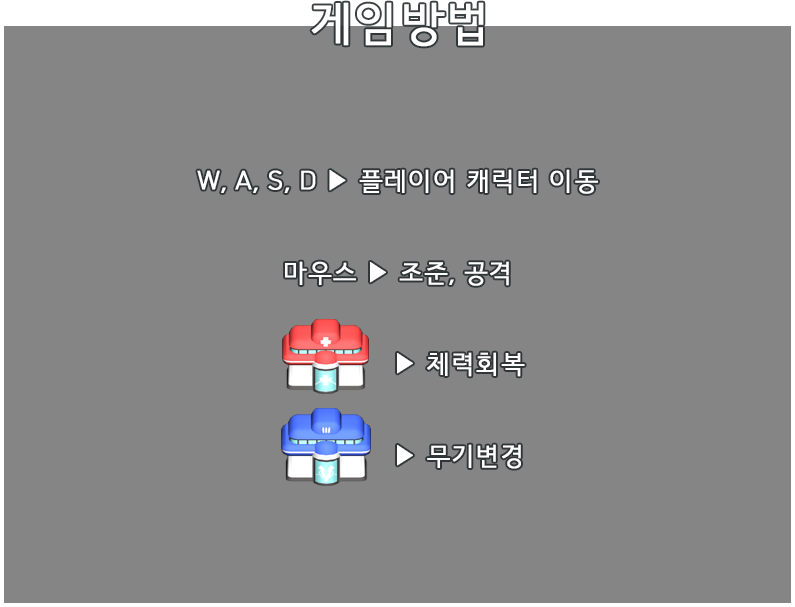 게임방법
W, A, S, D ▶ 플레이어 캐릭터 이동
마우스 ▶ 조준, 공격
▶ 체력회복
▶ 무기변경